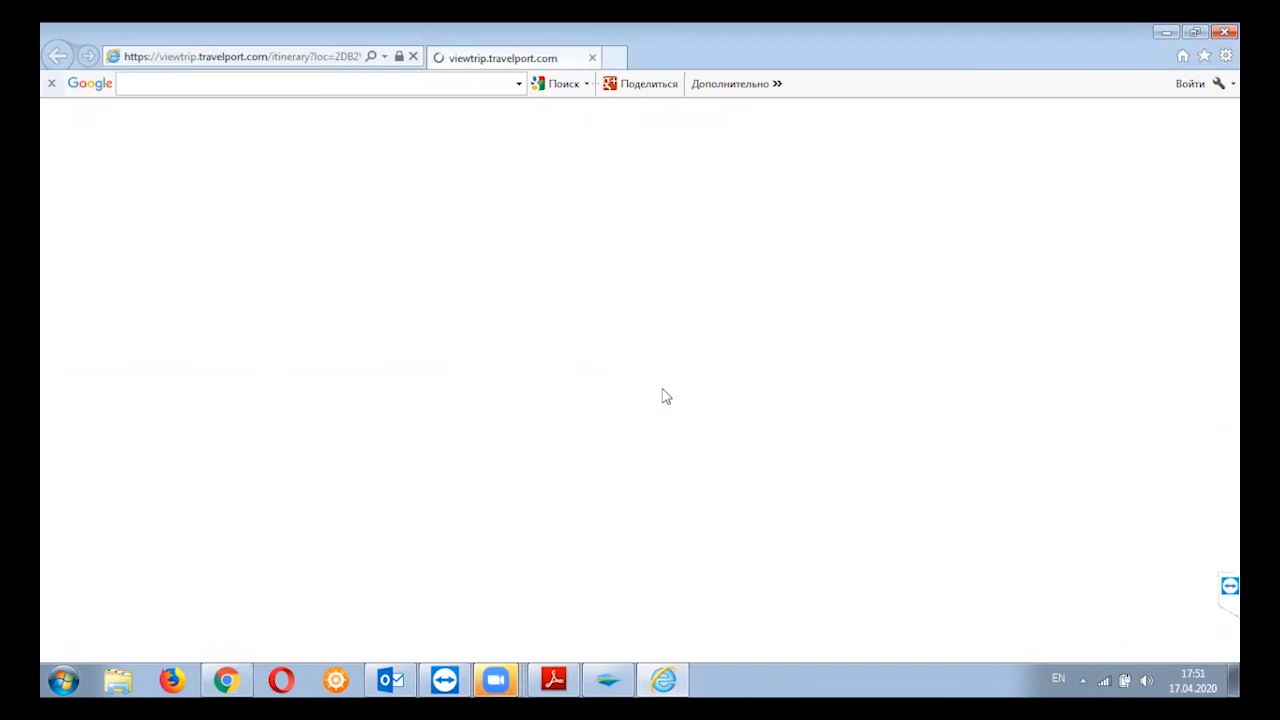 https://viewtrip.travelport.com/itinerary?loc=2DB2
viewtrip.travelport.com
Google
Поиск
Поделиться
Дополнительно »
Войти
EN
17:51
17.04.2020